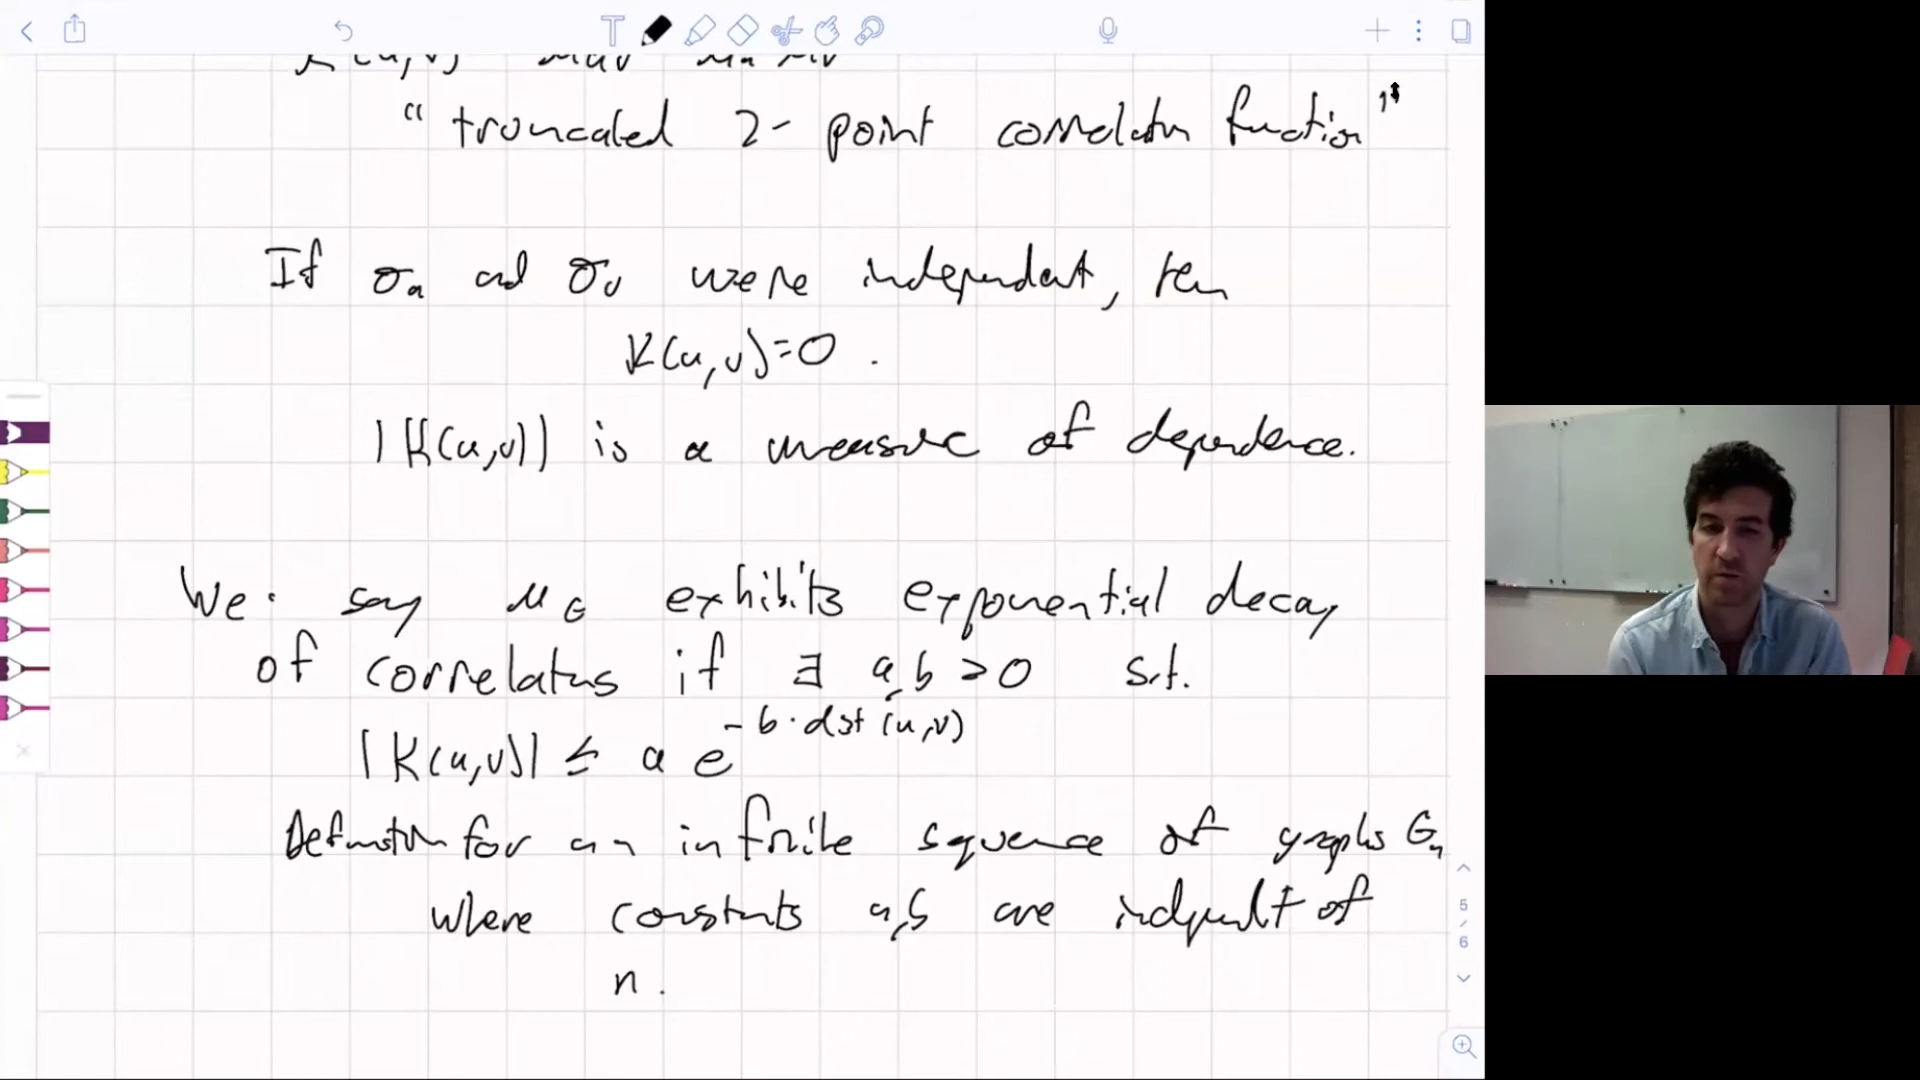 K(u,v)
"truncated 2-point correlation function"
If σu and σv were independent, then
K(u,v)=0.
|K(u,v)| is a measure of dependence.
We say μG exhibits exponential decay
of correlations if ∃ a,b >0 s.t.
|K(u,v)| ≤ a e^{-b·dist(u,v)}
Definition for an infinite sequence of graphs Gn
where constants a,b are independent of
n.
5
/
6